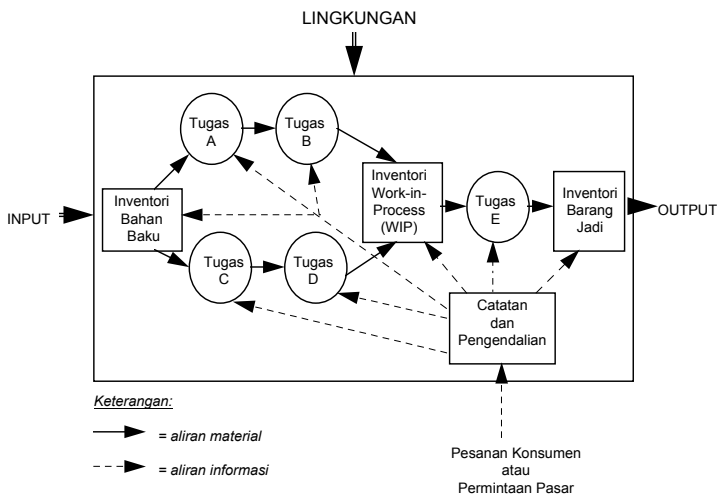 LINGKUNGAN
Tugas
A
Tugas
B
INPUT
Inventori
Bahan
Baku
Inventori
Work-in-
Process
(WIP)
Tugas
E
Inventori
Barang
Jadi
OUTPUT
Tugas
C
Tugas
D
Catatan
dan
Pengendalian
Keterangan:
= aliran material
= aliran informasi
Pesanan Konsumen
atau
Permintaan Pasar